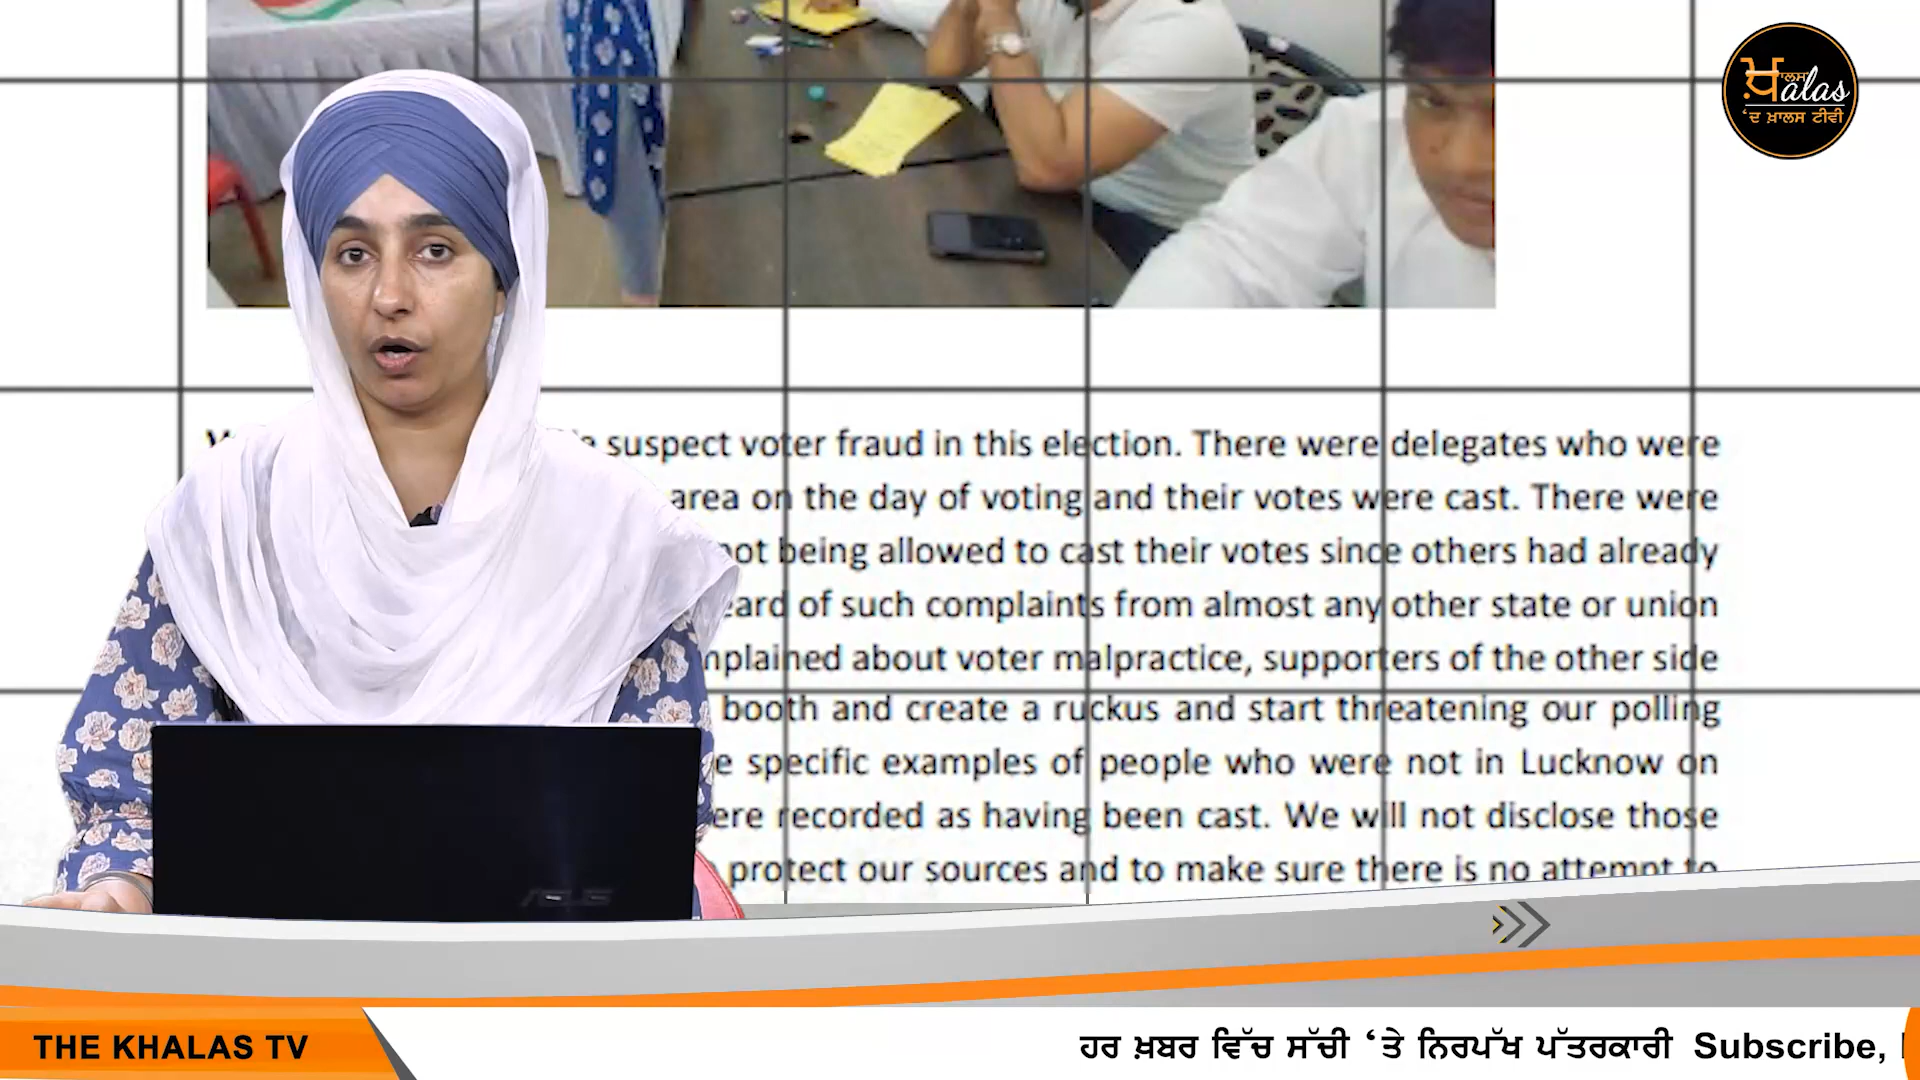 ਖ਼ਾਲਸ
alas
‘ਦ ਖ਼ਾਲਸ ਟੀਵੀ
suspect voter fraud in this election. There were delegates who were
area on the day of voting and their votes were cast. There were
not being allowed to cast their votes since others had already
of such complaints from almost any other state or union
about voter malpractice, supporters of the other side
booth and create a ruckus and start threatening our polling
specific examples of people who were not in Lucknow on
recorded as having been cast. We will not disclose those
protect our sources and to make sure there is no attempt to
ASUS
THE KHALAS TV
ਹਰ ਖ਼ਬਰ ਵਿੱਚ ਸੱਚੀ ‘ਤੇ ਨਿਰਪੱਖ ਪੱਤਰਕਾਰੀ Subscribe,